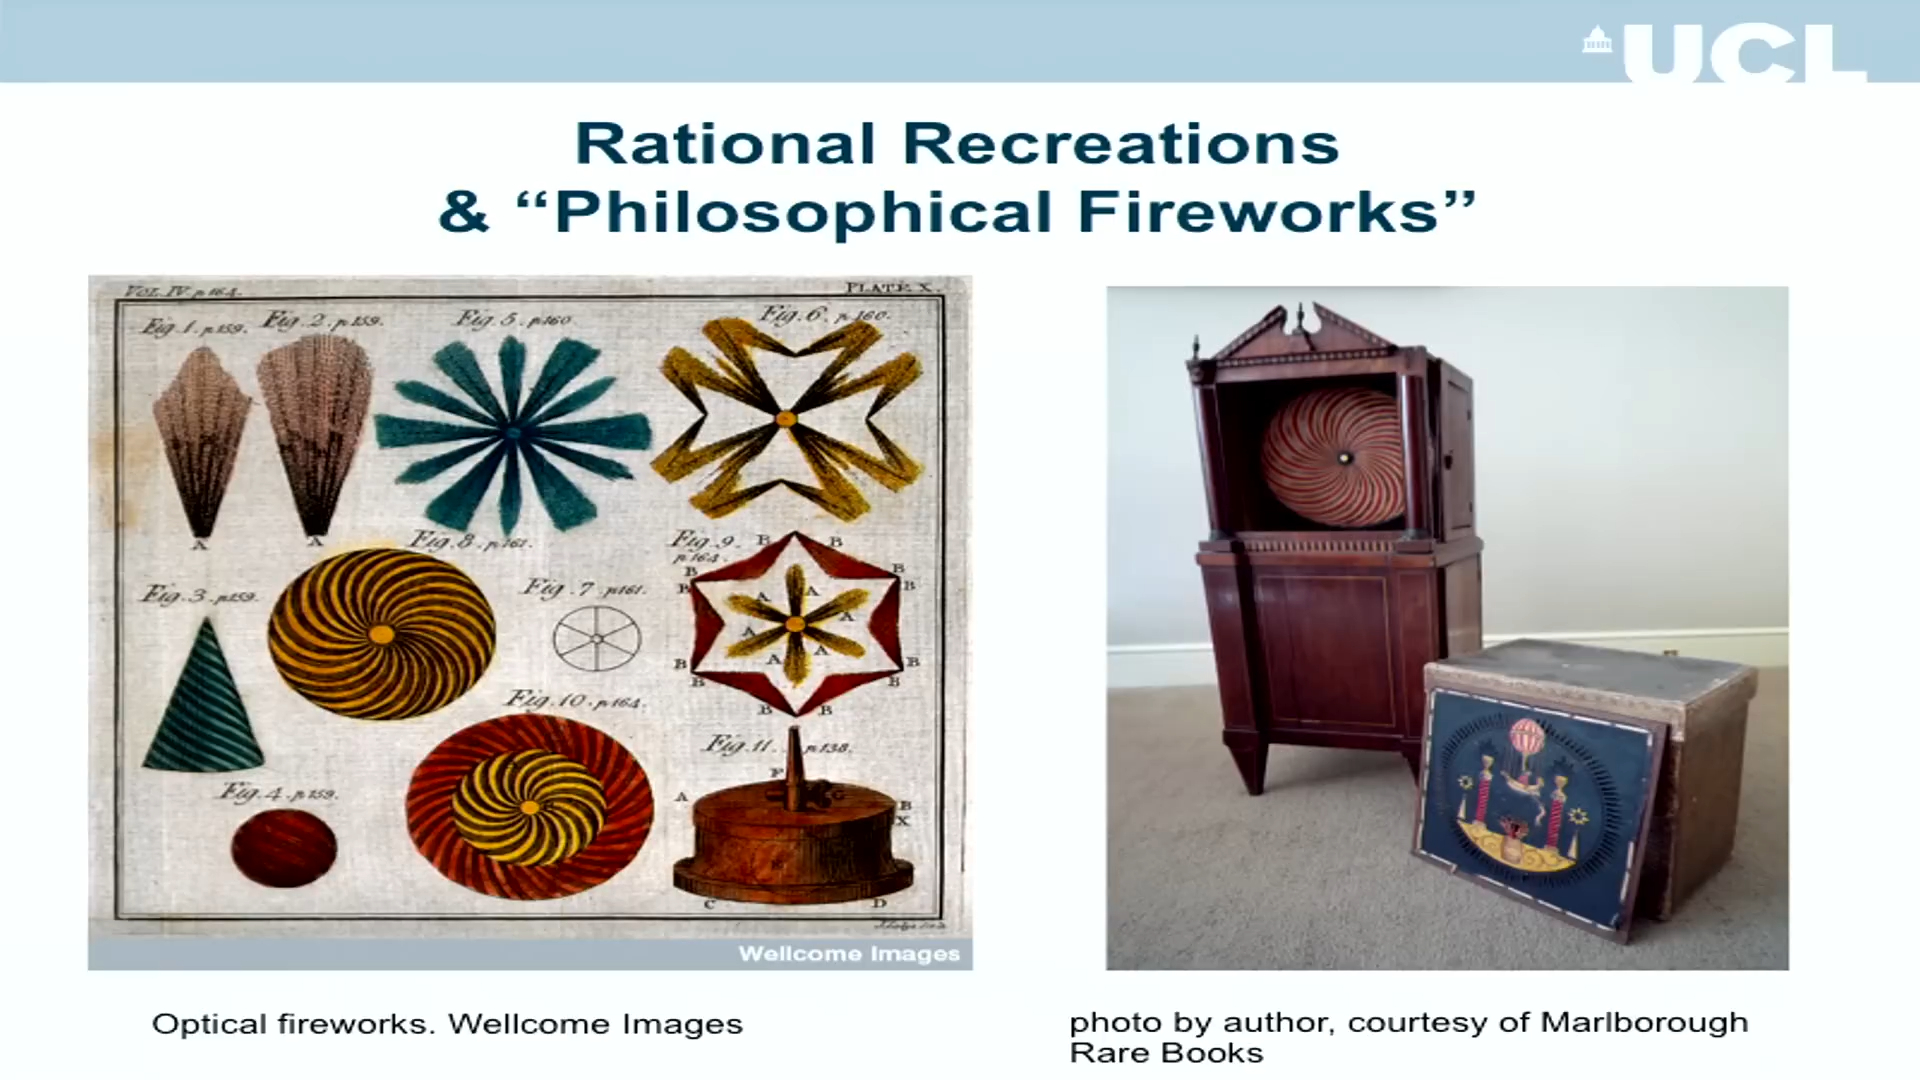 UCL
Rational Recreations
& “Philosophical Fireworks”
VOL. IV. p 164.
PLATE X.
Fig. 1. p 159.
Fig. 2. p 159.
Fig. 5. p 160.
Fig. 6. p 160.
A
A
Fig. 8. p 161.
Fig. 9.
p 164.
B
B
B
B
B
B
Fig. 3. p 159.
Fig. 7. p 161.
A
A
A
A
A
A
B
B
B
B
B
B
Fig. 10. p 164.
Fig. 11. p 138.
F
G
A
B
X
Fig. 4. p 159.
C
D
Wellcome Images
Optical fireworks. Wellcome Images
photo by author, courtesy of Marlborough
Rare Books